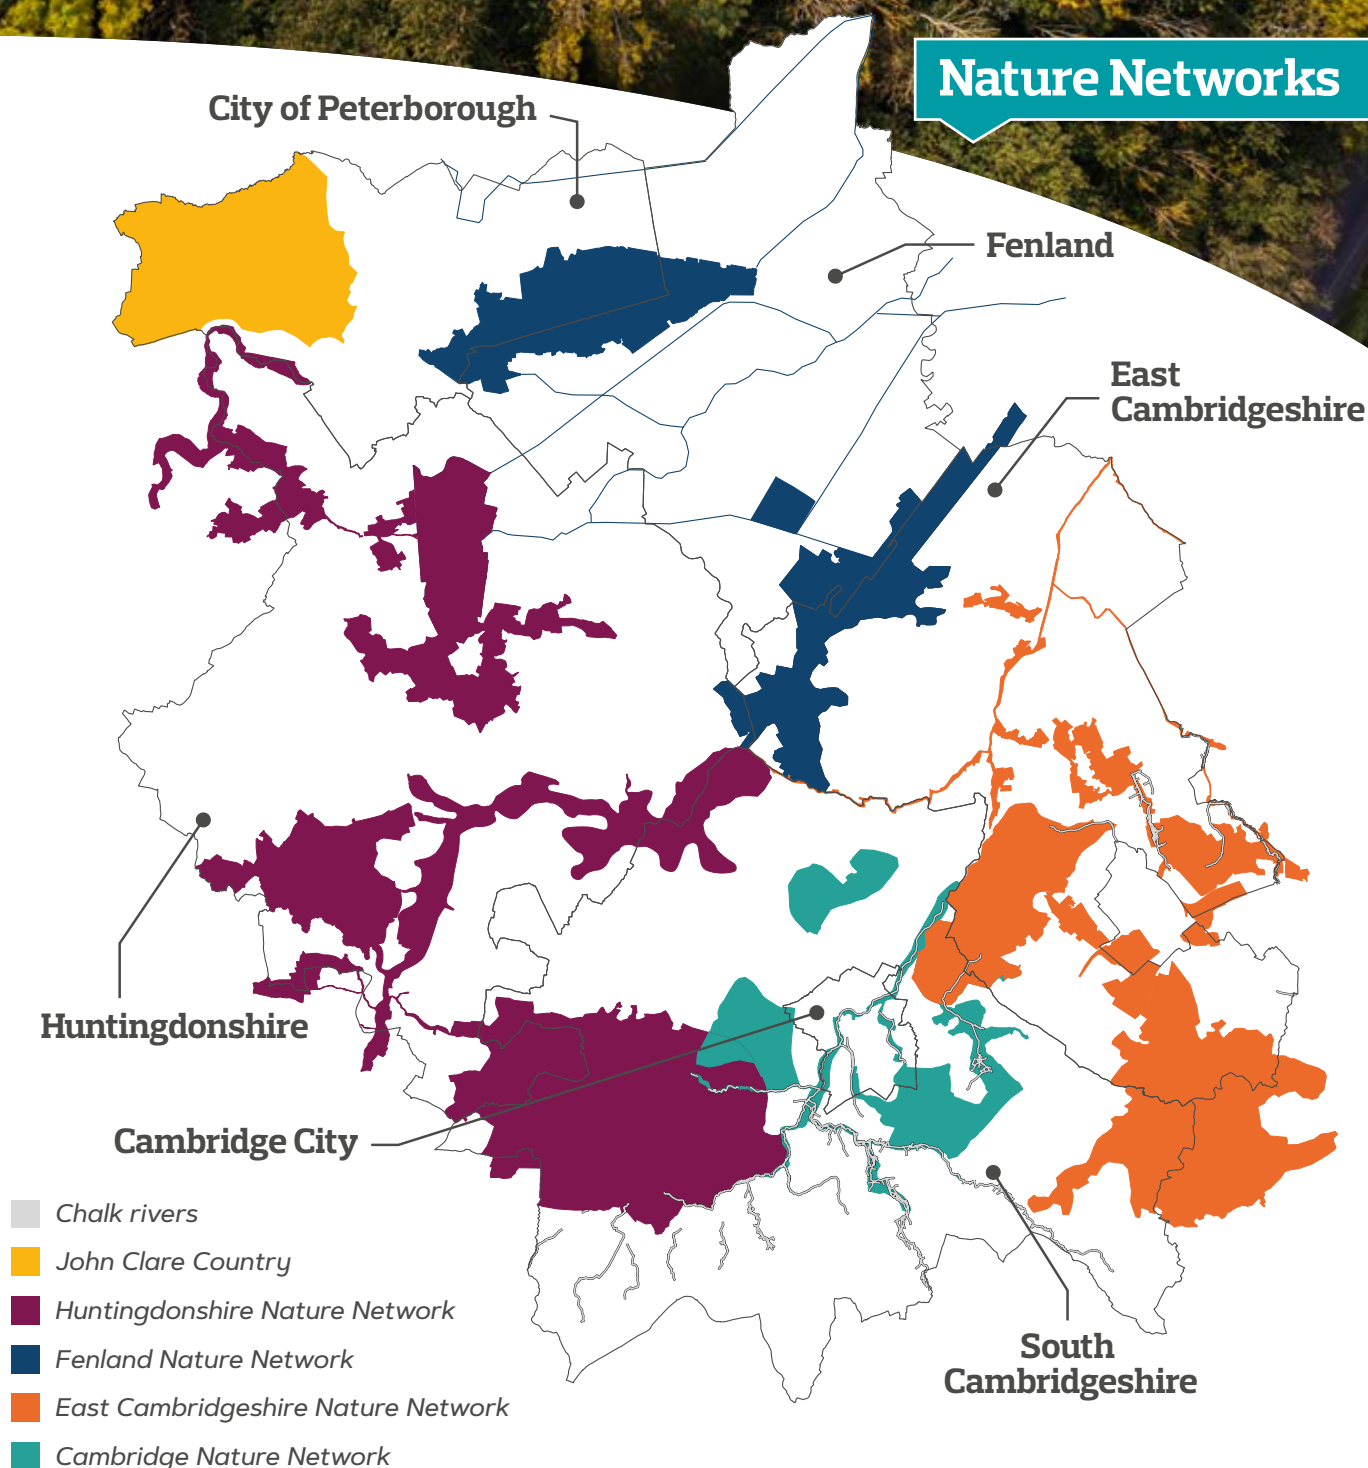 Nature Networks
City of Peterborough
Fenland
East
Cambridgeshire
Huntingdonshire
Cambridge City
South
Cambridgeshire
Chalk rivers
John Clare Country
Huntingdonshire Nature Network
Fenland Nature Network
East Cambridgeshire Nature Network
Cambridge Nature Network